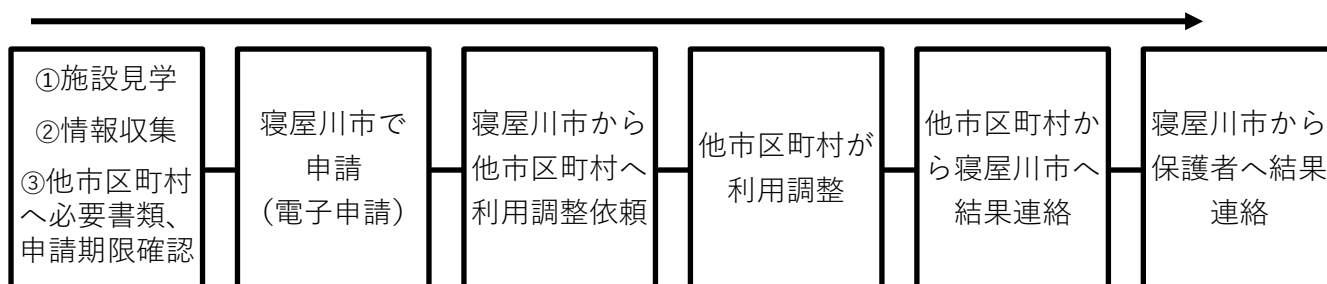 ①施設見学
②情報収集
③他市区町村
へ必要書類、
申請期限確認
寝屋川市で
申請
（電子申請）
寝屋川市から
他市区町村へ
利用調整依頼
他市区町村が
利用調整
他市区町村か
ら寝屋川市へ
結果連絡
寝屋川市から
保護者へ結果
連絡